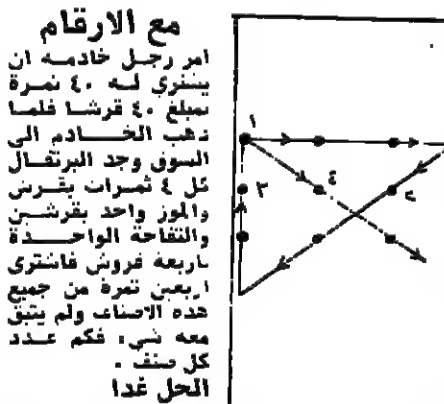 مع الارقام
امر رجل خادمه ان
يشتري له ٤٠ ثمرة
بمبلغ ٤٠ قرشا فلما
ذهب الخادم الى
السوق وجد البرتقال
كل ٤ ثمرات بقرش
والموز واحد بقرشين
والتفاحة الواحدة
باربعة قروش فاشترى
اربعين ثمرة من جميع
هذه الاصناف ولم يتبق
معه شيء فكم عدد
كل صنف .
الحل غدا
١
٢
٣
٤